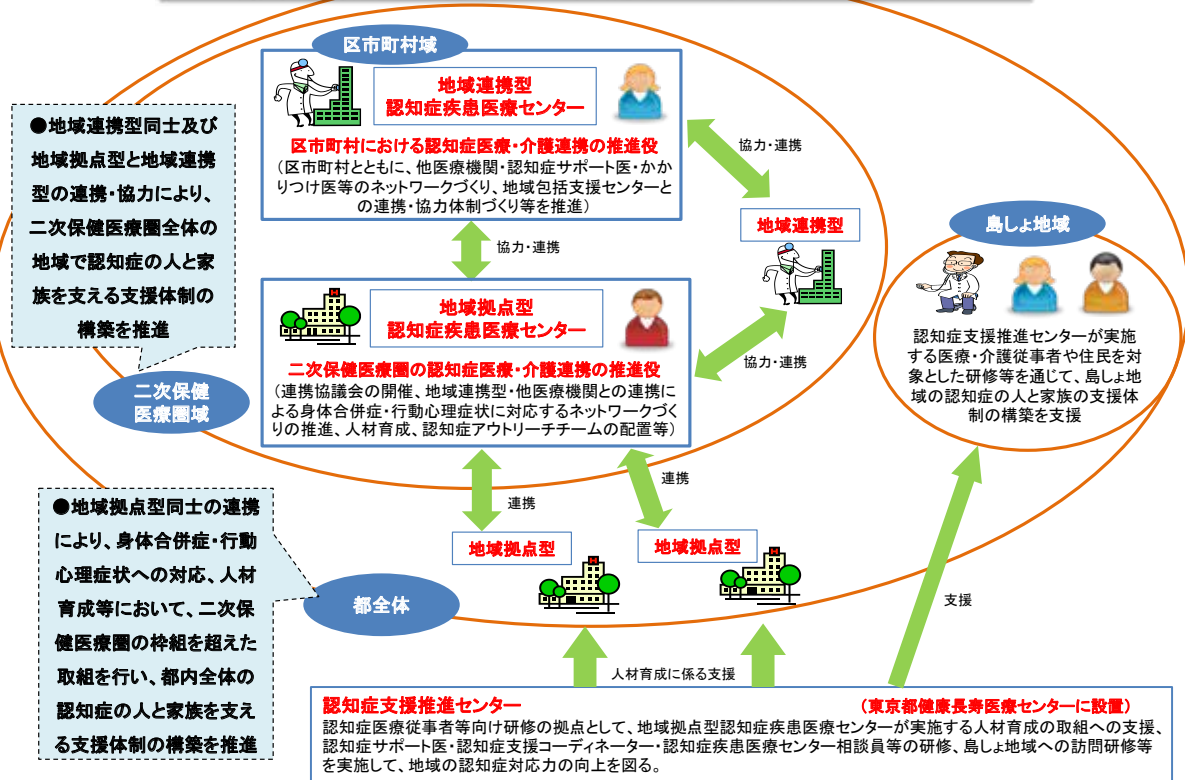 区市町村域
地域連携型
認知症疾患医療センター
区市町村における認知症医療・介護連携の推進役
(区市町村とともに、他医療機関・認知症サポート医・かか
りつけ医等のネットワークづくり、地域包括支援センターと
の連携・協力体制づくり等を推進)
●地域連携型同士及び
地域拠点型と地域連携
型の連携・協力により、
二次保健医療圏全体の
地域で認知症の人と家
族を支える支援体制の
構築を推進
協力・連携
地域連携型
協力・連携
協力・連携
地域拠点型
認知症疾患医療センター
二次保健医療圏の認知症医療・介護連携の推進役
(連携協議会の開催、地域連携型・他医療機関との連携に
よる身体合併症・行動心理症状に対応するネットワークづく
りの推進、人材育成、認知症アウトリーチチームの配置等)
二次保健
医療圏域
島しょ地域
認知症支援推進センターが実施
する医療・介護従事者や住民を対
象とした研修等を通じて、島しょ地
域の認知症の人と家族の支援体
制の構築を支援
連携
連携
地域拠点型
地域拠点型
●地域拠点型同士の連携
により、身体合併症・行動
心理症状への対応、人材
育成等において、二次保
健医療圏の枠組を超えた
取組を行い、都内全体の
認知症の人と家族を支え
る支援体制の構築を推進
都全体
支援
人材育成に係る支援
認知症支援推進センター (東京都健康長寿医療センターに設置)
認知症医療従事者等向け研修の拠点として、地域拠点型認知症疾患医療センターが実施する人材育成の取組への支援、
認知症サポート医・認知症支援コーディネーター・認知症疾患医療センター相談員等の研修、島しょ地域への訪問研修等
を実施して、地域の認知症対応力の向上を図る。